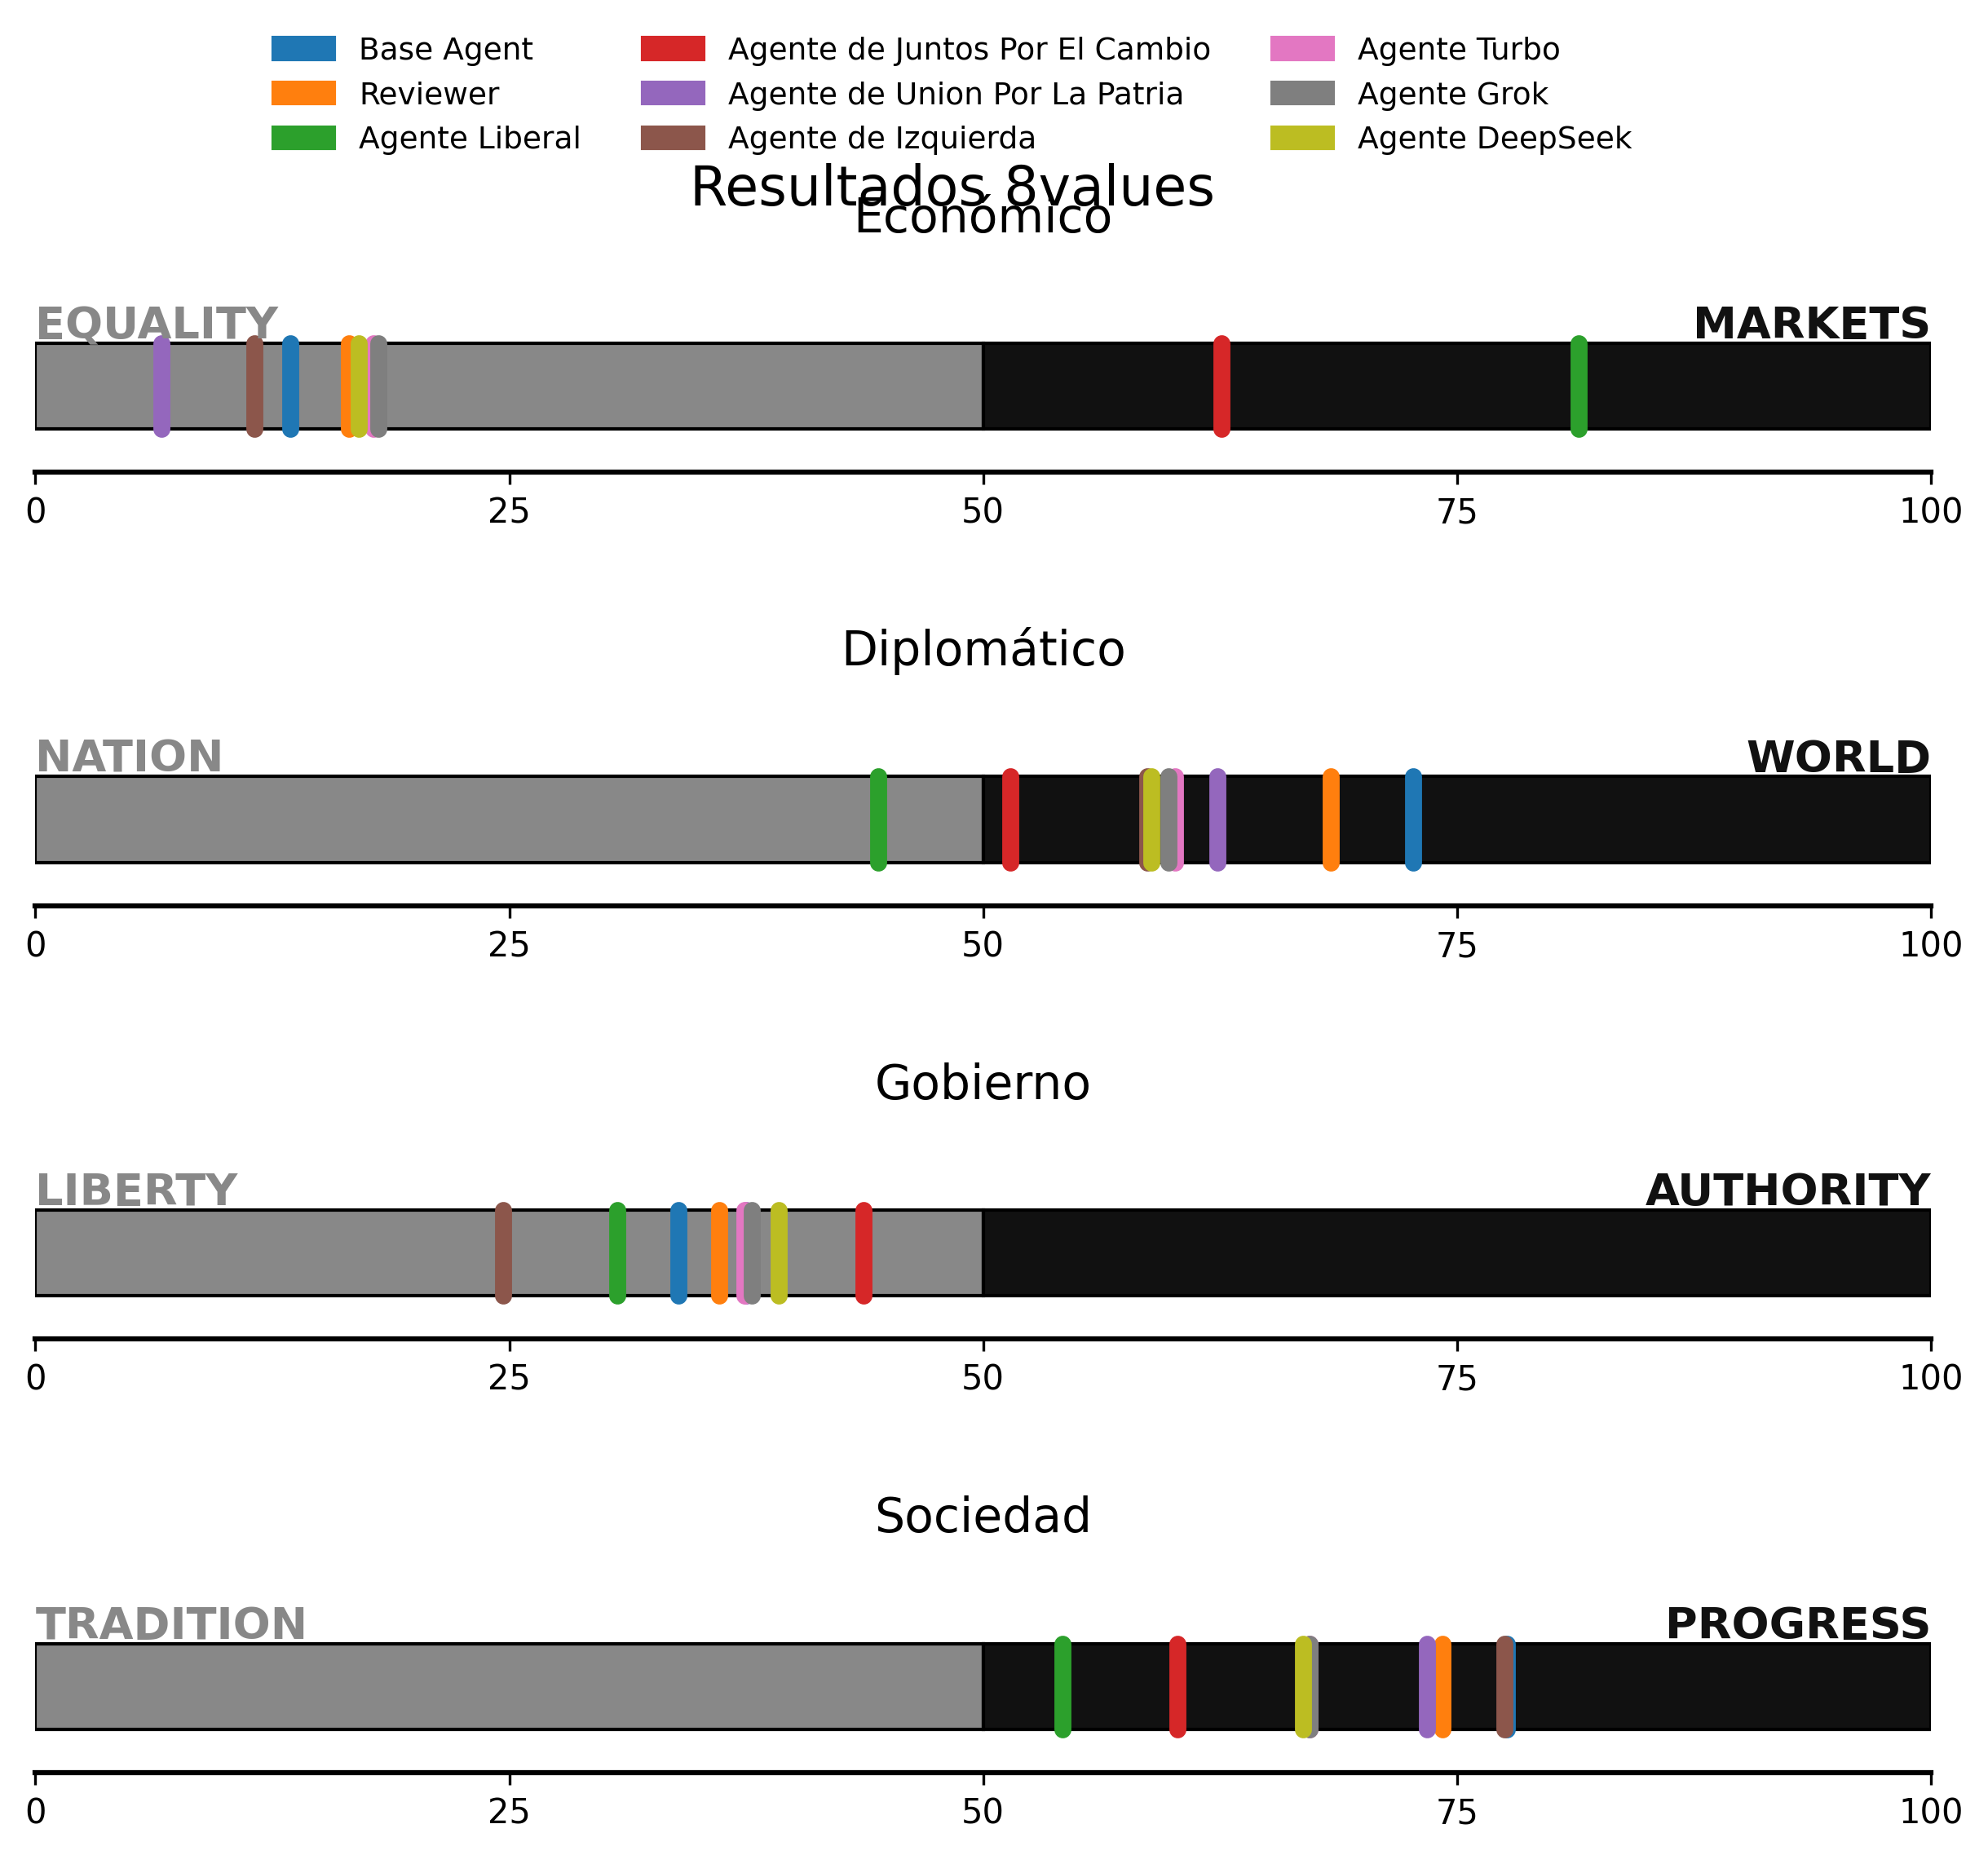 Base Agent
Reviewer
Agente Liberal
Agente de Juntos Por El Cambio
Agente de Union Por La Patria
Agente de Izquierda
Agente Turbo
Agente Grok
Agente DeepSeek
Resultados 8values
Económico
EQUALITY MARKETS
0 25 50 75 100
Diplomático
NATION WORLD
0 25 50 75 100
Gobierno
LIBERTY AUTHORITY
0 25 50 75 100
Sociedad
TRADITION PROGRESS
0 25 50 75 100